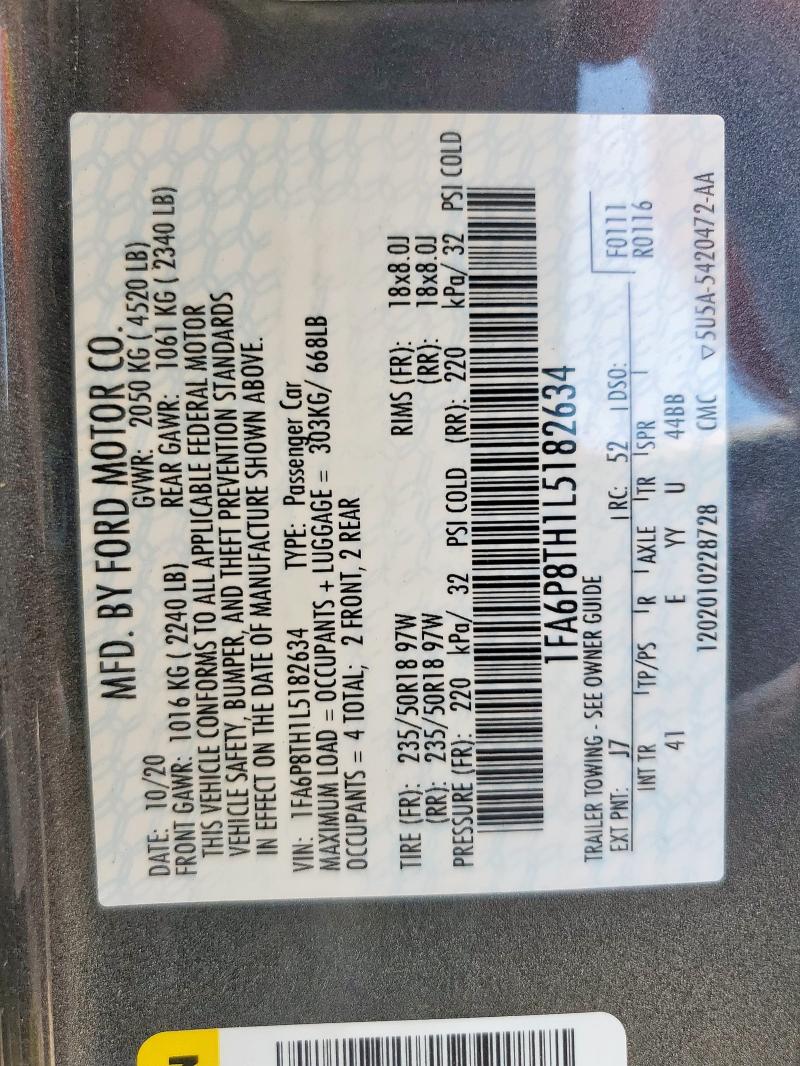 MFD. BY FORD MOTOR CO.
DATE: 10/20 GVWR: 2050 KG ( 4520 LB)
FRONT GAWR: 1016 KG ( 2240 LB) REAR GAWR: 1061 KG ( 2340 LB)
THIS VEHICLE CONFORMS TO ALL APPLICABLE FEDERAL MOTOR
VEHICLE SAFETY, BUMPER, AND THEFT PREVENTION STANDARDS
IN EFFECT ON THE DATE OF MANUFACTURE SHOWN ABOVE.
VIN: 1FA6P8TH1L5182634 TYPE: Passenger Car
MAXIMUM LOAD = OCCUPANTS + LUGGAGE = 303KG/ 668LB
OCCUPANTS = 4 TOTAL; 2 FRONT, 2 REAR
TIRE (FR): 235/50R18 97W RIMS (FR): 18x8.0J
(RR): 235/50R18 97W (RR): 18x8.0J
PRESSURE (FR): 220 kPa/ 32 PSI COLD (RR): 220 kPa/ 32 PSI COLD
1FA6P8TH1L5182634
TRAILER TOWING - SEE OWNER GUIDE
EXT PNT: J7 RC: 52 DSO: F0111
R0116
INT TR TP/PS R AXLE TR SPR
41 E YY U 44BB
1202010228728 CMC ▽5U5A-5420472-AA
N